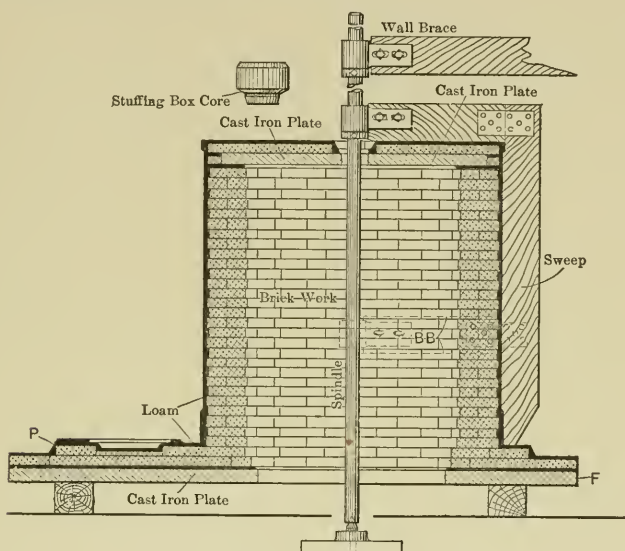 Wall Brace
Stuffing Box Core
Cast Iron Plate
Cast Iron Plate
Sweep
Brick Work
BB
Spindle
Loam
P
Cast Iron Plate
F